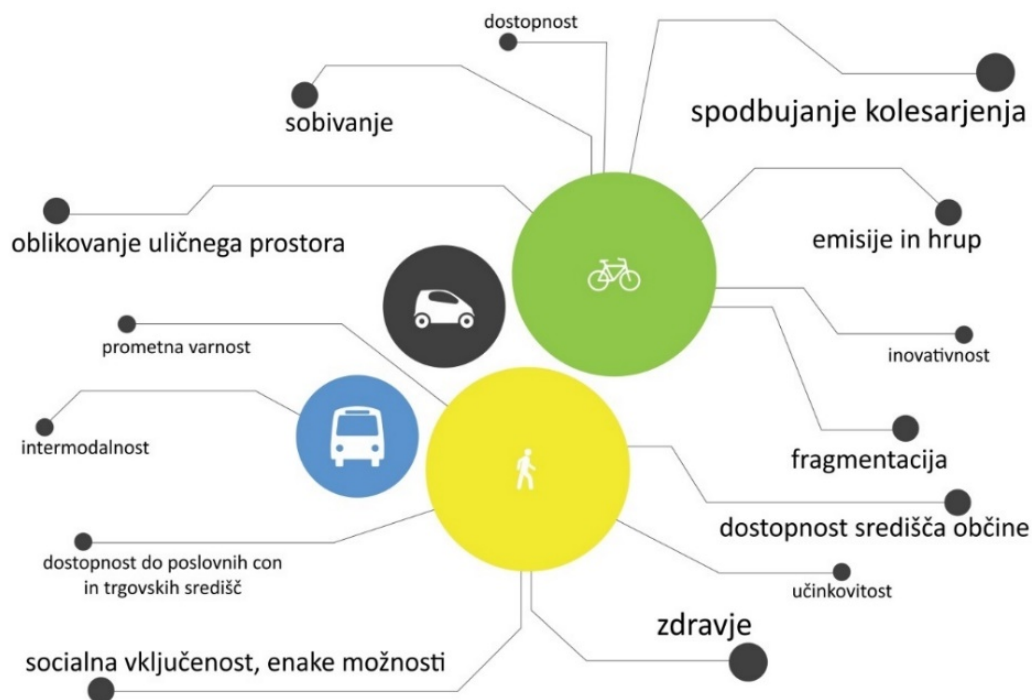 dostopnost
sobivanje
spodbujanje kolesarjenja
oblikovanje uličnega prostora
emisije in hrup
prometna varnost
inovativnost
intermodalnost
fragmentacija
dostopnost središča občine
dostopnost do poslovnih con
in trgovskih središč
učinkovitost
zdravje
socialna vključenost, enake možnosti